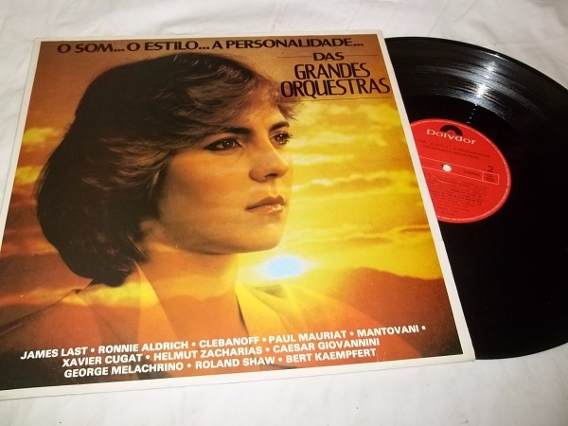 O SOM... O ESTILO... A PERSONALIDADE...
DAS
GRANDES
ORQUESTRAS
JAMES LAST • RONNIE ALDRICH • CLEBANOFF • PAUL MAURIAT • MANTOVANI •
XAVIER CUGAT • HELMUT ZACHARIAS • CAESAR GIOVANNINI
GEORGE MELACHRINO • ROLAND SHAW • BERT KAEMPFERT
Polydor
2